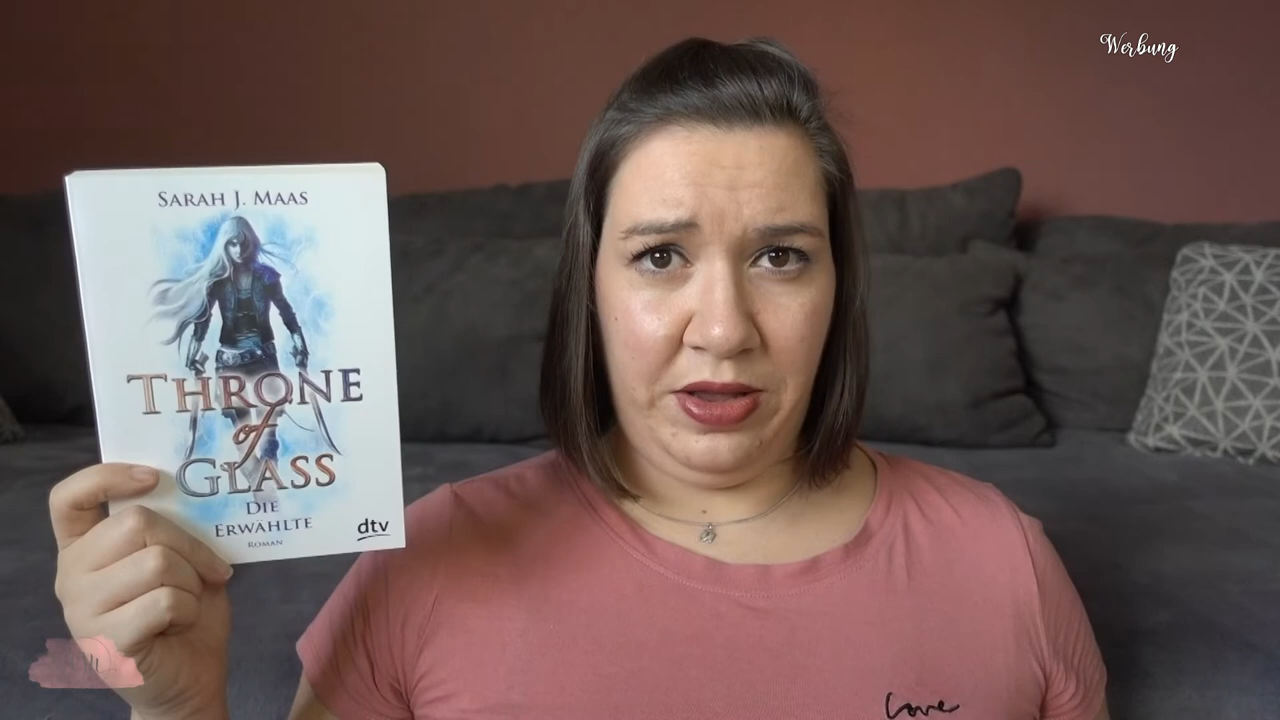 Werbung
SARAH J. MAAS
THRONE
of
GLASS
DIE
ERWÄHLTE
ROMAN
dtv
love